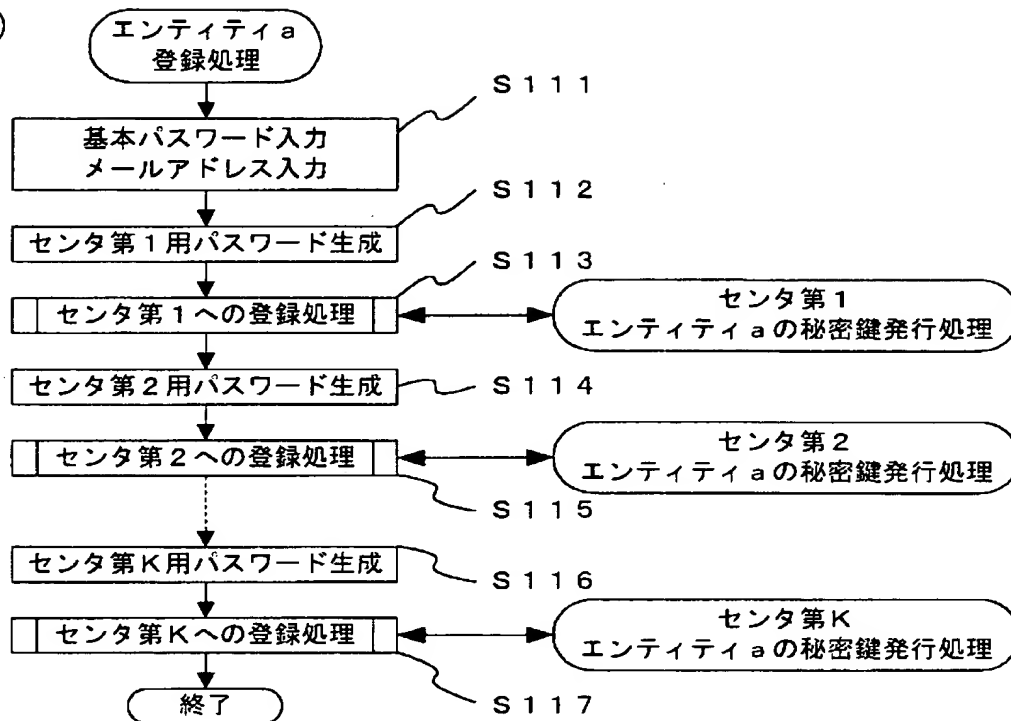 エンティティａ
登録処理
Ｓ１１１
基本パスワード入力
メールアドレス入力
Ｓ１１２
センタ第１用パスワード生成
Ｓ１１３
センタ第１への登録処理
センタ第１
エンティティａの秘密鍵発行処理
センタ第２用パスワード生成
Ｓ１１４
センタ第２への登録処理
センタ第２
エンティティａの秘密鍵発行処理
Ｓ１１５
センタ第Ｋ用パスワード生成
Ｓ１１６
センタ第Ｋへの登録処理
センタ第Ｋ
エンティティａの秘密鍵発行処理
Ｓ１１７
終了